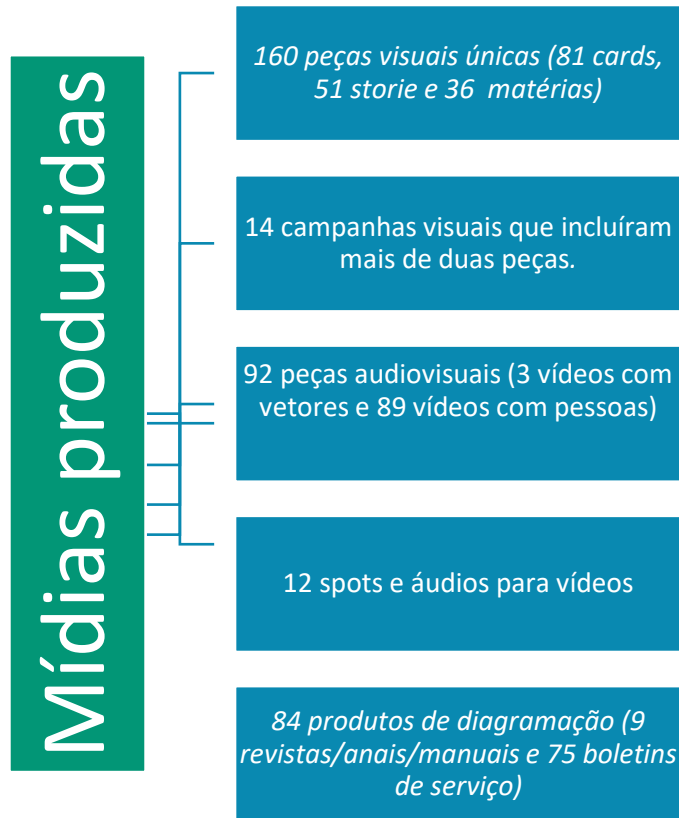 Mídias produzidas
160 peças visuais únicas (81 cards,
51 storie e 36 matérias)
14 campanhas visuais que incluíram
mais de duas peças.
92 peças audiovisuais (3 vídeos com
vetores e 89 vídeos com pessoas)
12 spots e áudios para vídeos
84 produtos de diagramação (9
revistas/anais/manuais e 75 boletins
de serviço)